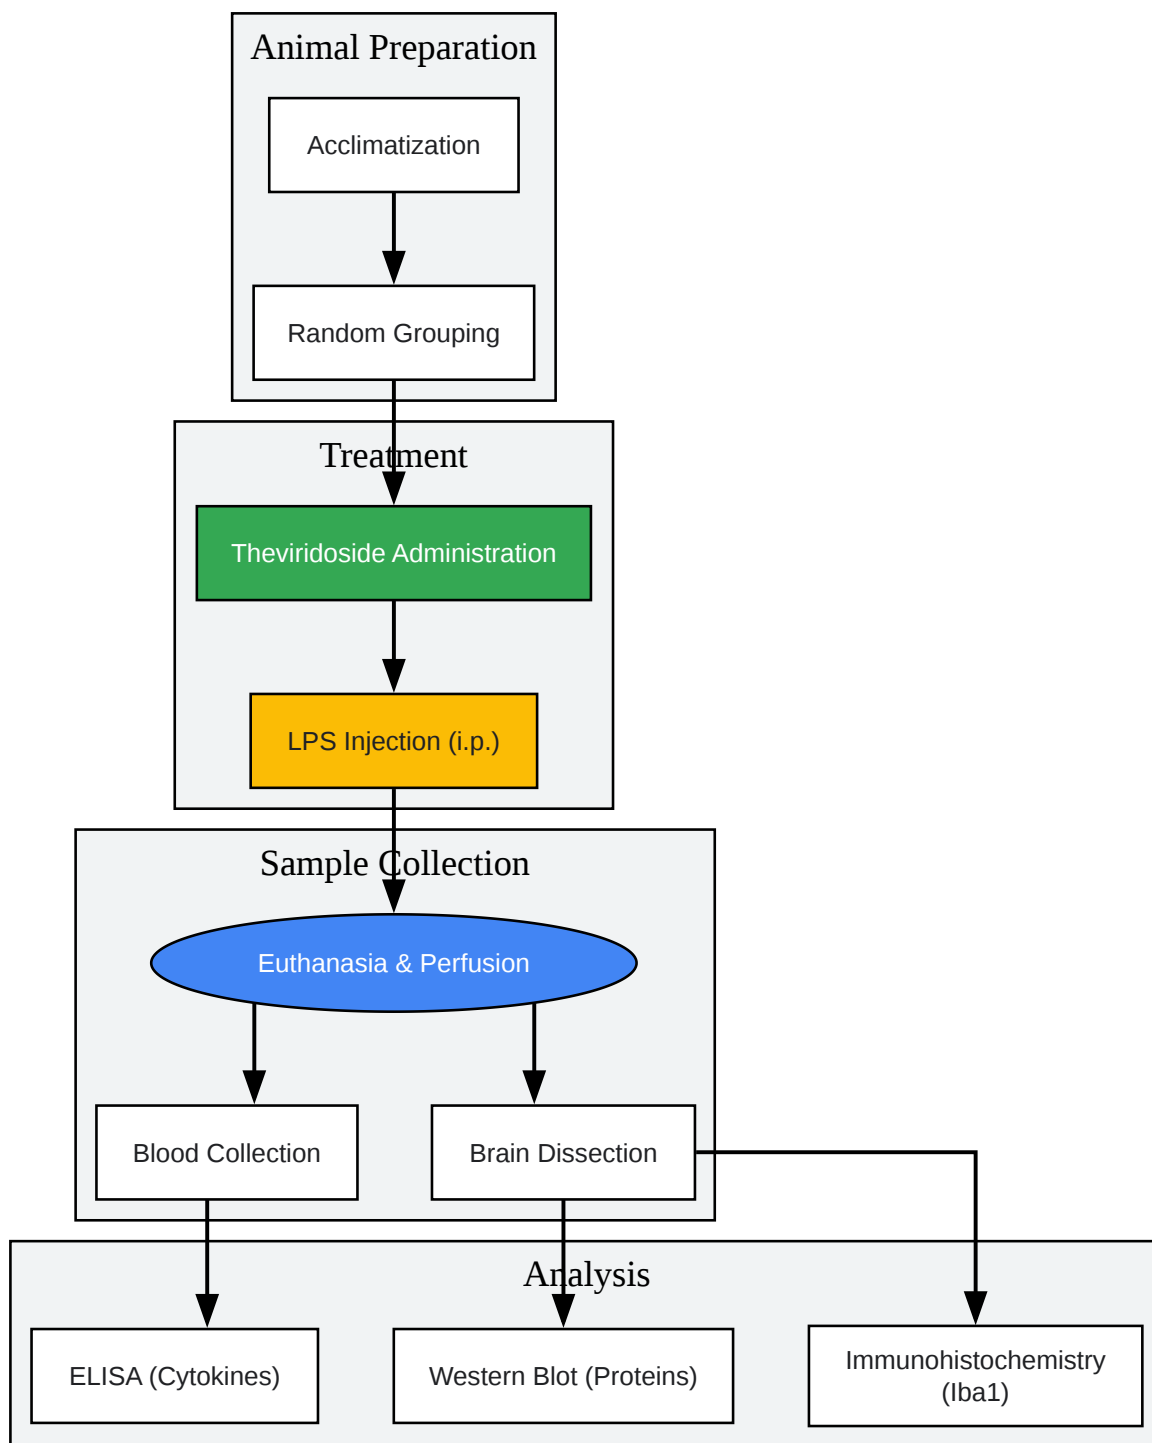 Animal Preparation
Acclimatization
Random Grouping
Treatment
Theviridoside Administration
LPS Injection (i.p.)
Sample Collection
Euthanasia & Perfusion
Blood Collection
Brain Dissection
Analysis
ELISA (Cytokines)
Western Blot (Proteins)
Immunohistochemistry
(Iba1)